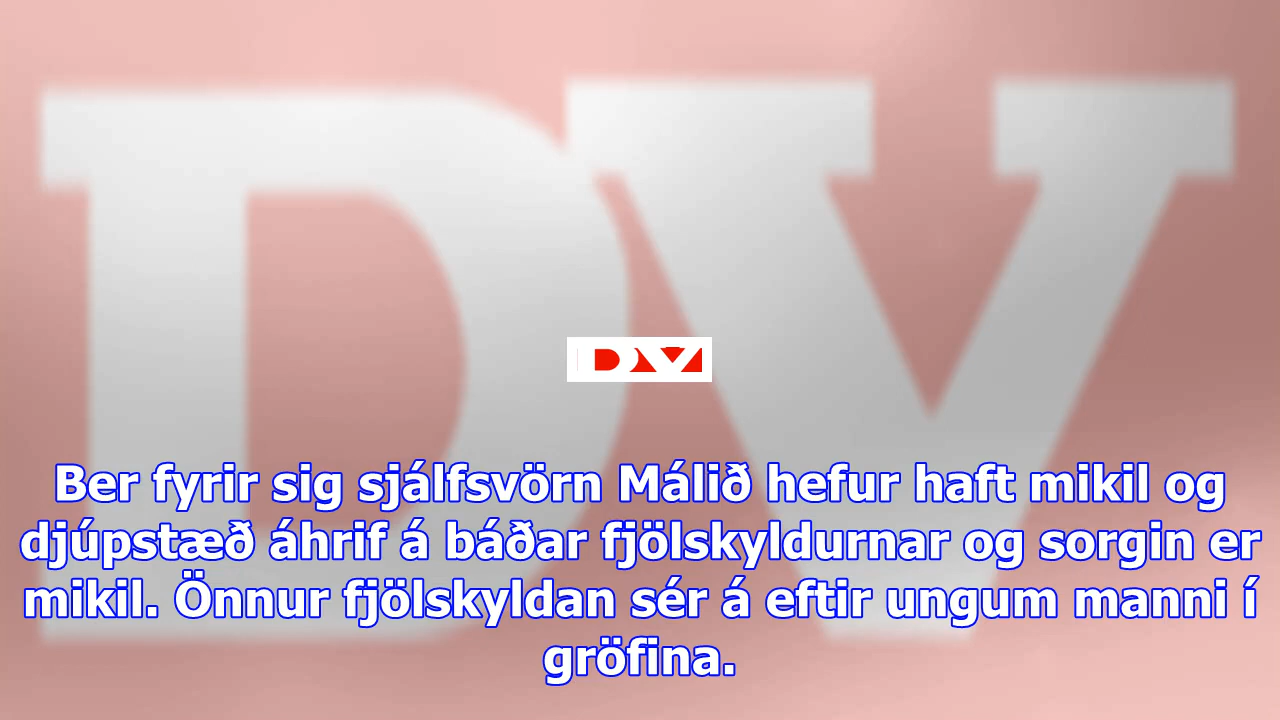 DV
DV
Ber fyrir sig sjálfsvörn Málið hefur haft mikil og
djúpstæð áhrif á báðar fjölskyldurnar og sorgin er
mikil. Önnur fjölskyldan sér á eftir ungum manni í
gröfina.